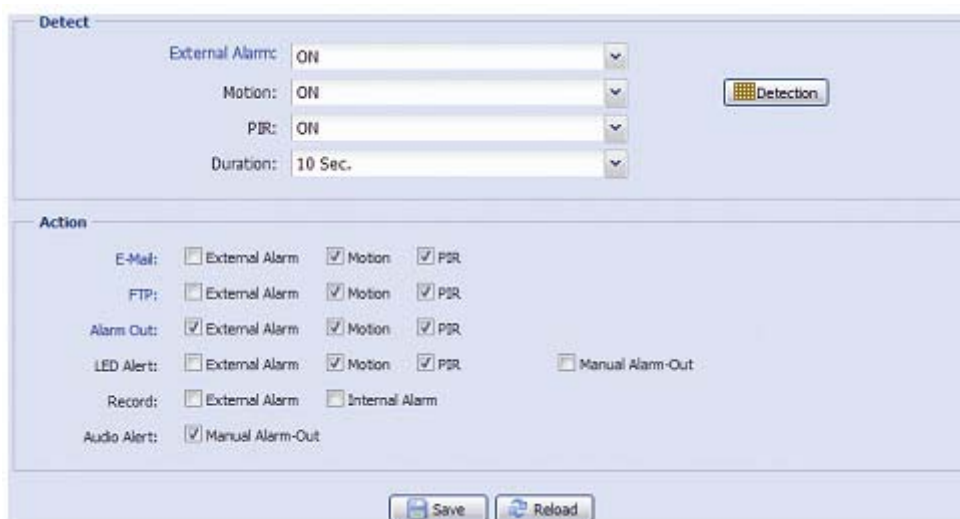 Detect
External Alarm: ON
Motion: ON Detection
PIR: ON
Duration: 10 Sec.
Action
E-Mail: External Alarm Motion PIR
FTP: External Alarm Motion PIR
Alarm Out: External Alarm Motion PIR
LED Alert: External Alarm Motion PIR Manual Alarm-Out
Record: External Alarm Internal Alarm
Audio Alert: Manual Alarm-Out
Save Reload